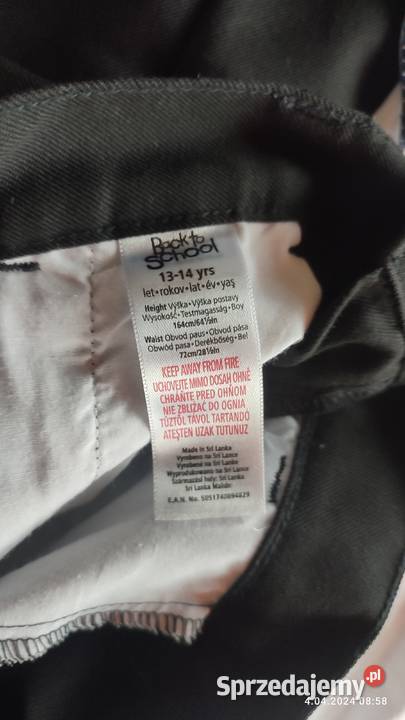 Back to
School
13-14 yrs
let•rokov•lat•év•yaş
Height Výška•Výška postavy
Wysokość•Testmagasság•Boy
164cm/64½in
Waist Obvod pasu•Obvod pása
Obwód pasa•Derékbőség•Bel
72cm/28½in
KEEP AWAY FROM FIRE
UCHOVEJTE MIMO DOSAH OHNĚ
CHRÁŇTE PRED OHŇOM
NIE ZBLIŻAĆ DO OGNIA
TŰZTŐL TÁVOL TARTANDÓ
ATEŞTEN UZAK TUTUNUZ
Made in Sri Lanka
Vyrobeno na Srí Lance
Vyrobené na Srí Lanke
Wyprodukowano na Sri Lance
Származási hely: Srí Lanka
Sri Lanka Malıdır.
E.A.N. No. 5051740894829
Sprzedajemy.pl
4.04.2024 08:58